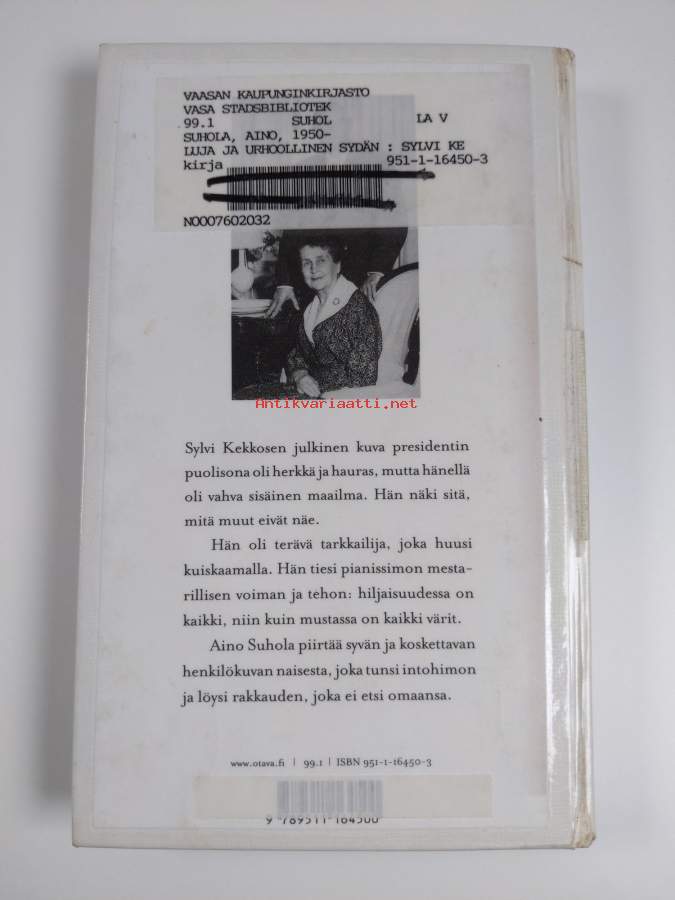 VAASAN KAUPUNGINKIRJASTO
VASA STADSBIBLIOTEK
99.1 SUHOL LA V
SUHOLA, AINO, 1950-
LUJA JA URHOOLLINEN SYDÄN : SYLVI KE
kirja 951-1-16450-3
N0007602032
Antikvariaatti.net
Sylvi Kekkosen julkinen kuva presidentin
puolisona oli herkkä ja hauras, mutta hänellä
oli vahva sisäinen maailma. Hän näki sitä,
mitä muut eivät näe.
Hän oli terävä tarkkailija, joka huusi
kuiskaamalla. Hän tiesi pianissimon mesta-
rillisen voiman ja tehon: hiljaisuudessa on
kaikki, niin kuin mustassa on kaikki värit.
Aino Suhola piirtää syvän ja koskettavan
henkilökuvan naisesta, joka tunsi intohimon
ja löysi rakkauden, joka ei etsi omaansa.
www.otava.fi | 99.1 | ISBN 951-1-16450-3
9 789511 164500